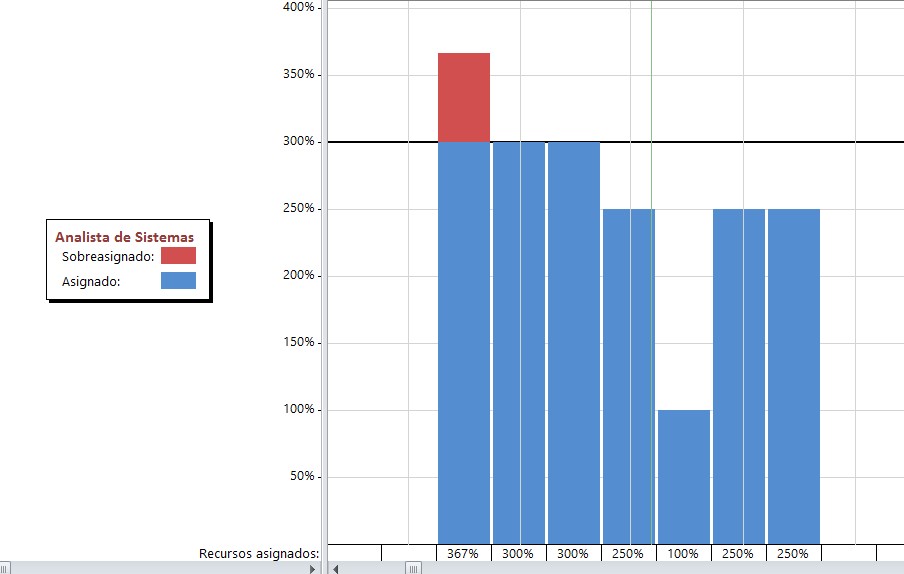 400%
350%
300%
250%
200%
150%
100%
50%
Analista de Sistemas
Sobreasignado:
Asignado:
Recursos asignados: 367% 300% 300% 250% 100% 250% 250%